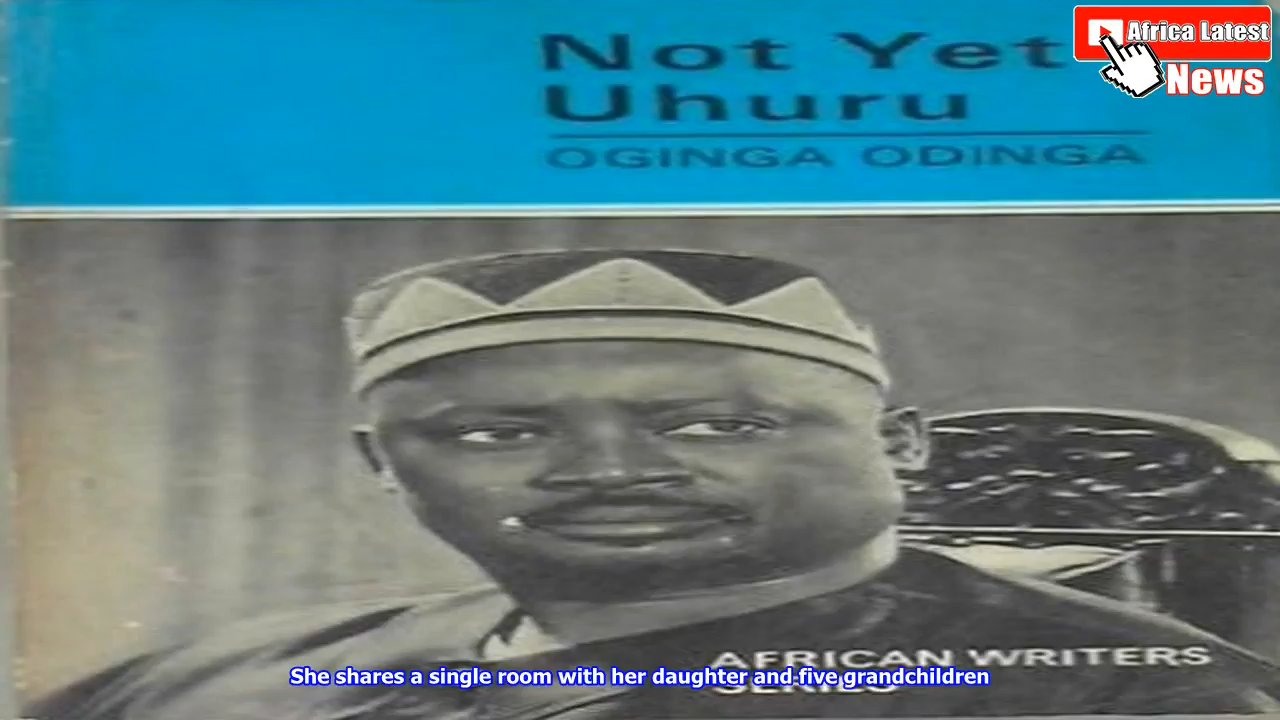 Not Yet
Uhuru
OGINGA ODINGA
Africa Latest
News
AFRICAN WRITERS
SERIES
She shares a single room with her daughter and five grandchildren